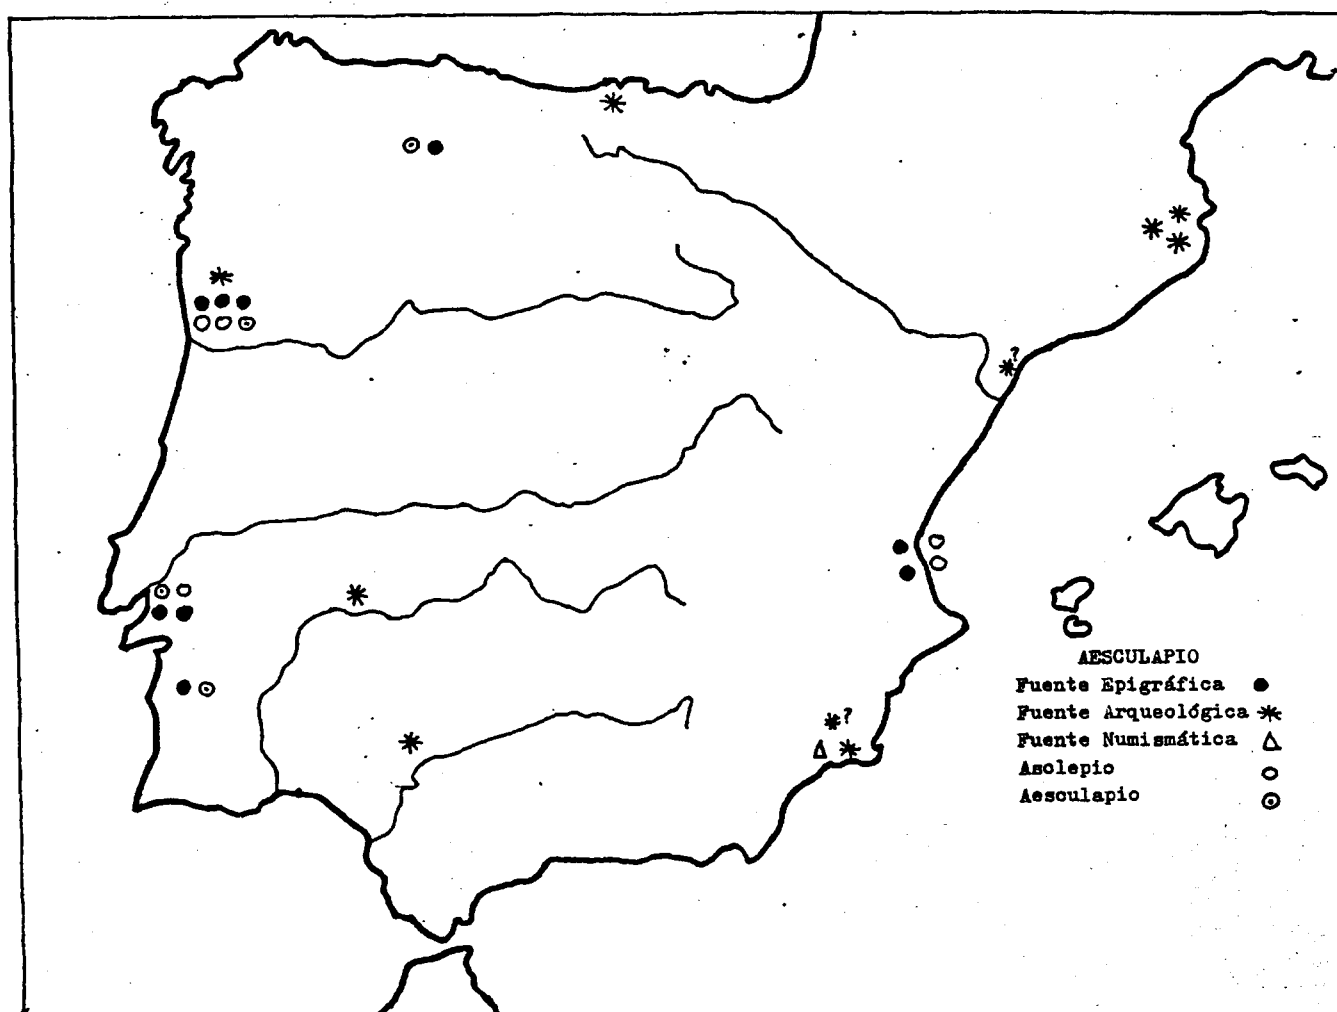 ?
?
AESCULAPIO
Fuente Epigráfica
Fuente Arqueológica
Fuente Numismática
Asolepio
Aesculapio